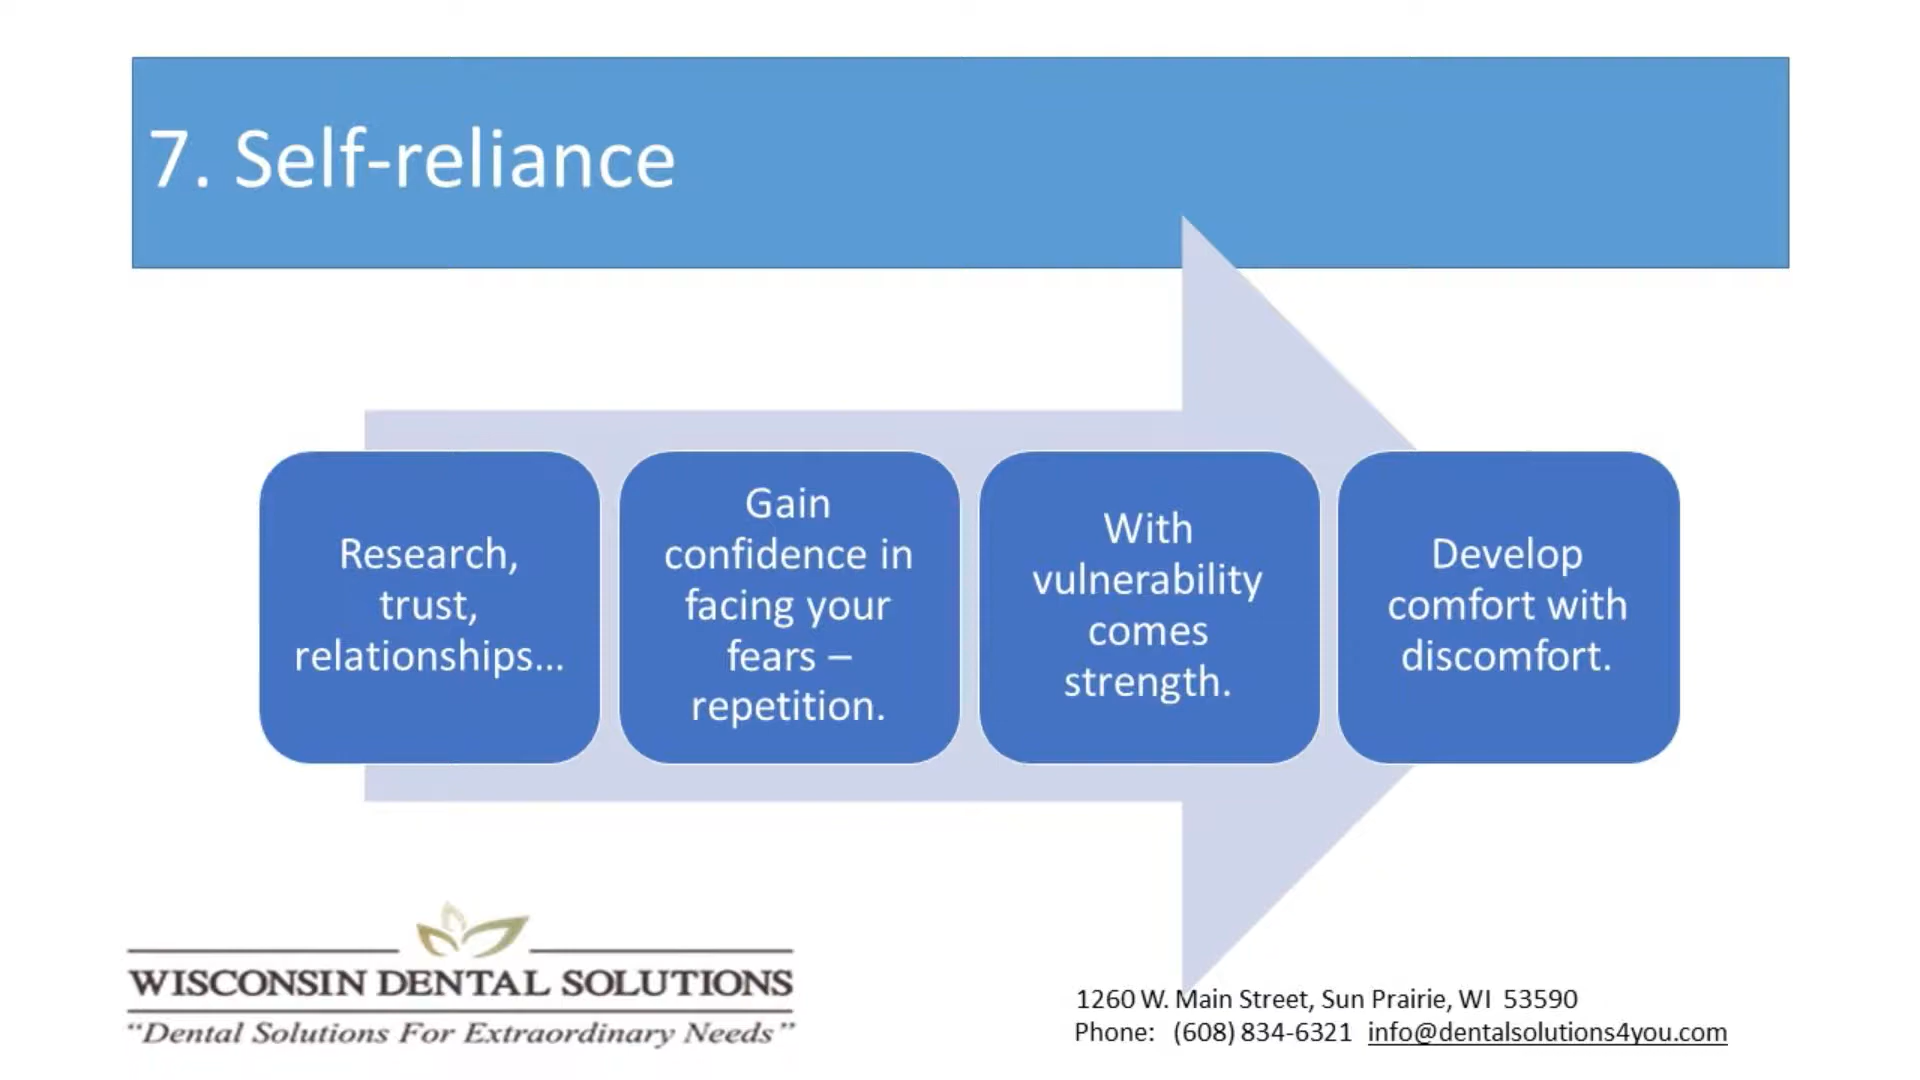 7. Self-reliance
Research,
trust,
relationships...
Gain
confidence in
facing your
fears –
repetition.
With
vulnerability
comes
strength.
Develop
comfort with
discomfort.
WISCONSIN DENTAL SOLUTIONS
“Dental Solutions For Extraordinary Needs”
1260 W. Main Street, Sun Prairie, WI 53590
Phone: (608) 834-6321 info@dentalsolutions4you.com